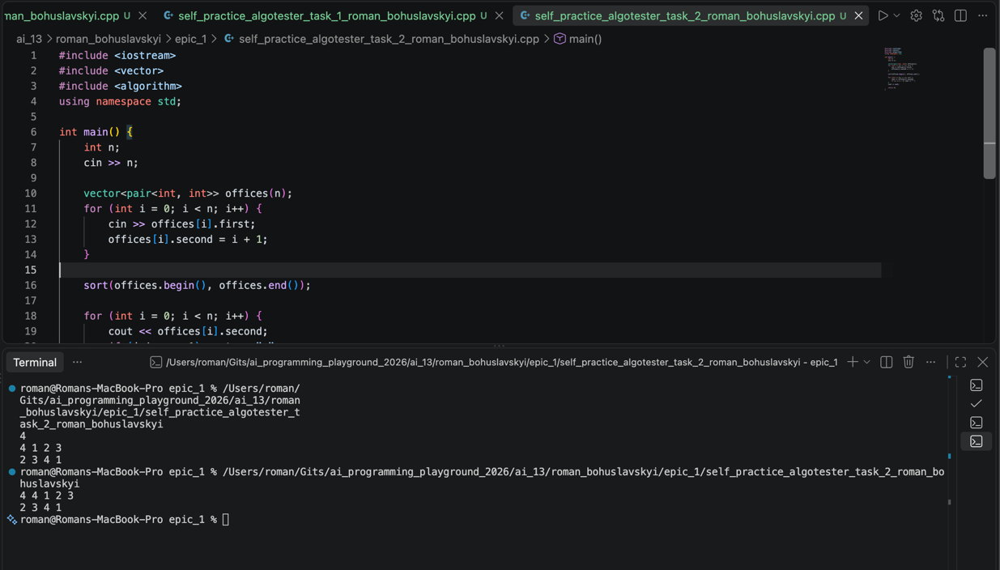 man_bohuslavskyi.cpp U
self_practice_algotester_task_1_roman_bohuslavskyi.cpp U
self_practice_algotester_task_2_roman_bohuslavskyi.cpp U
ai_13 > roman_bohuslavskyi > epic_1 > self_practice_algotester_task_2_roman_bohuslavskyi.cpp > main()
1 #include <iostream>
2 #include <vector>
3 #include <algorithm>
4 using namespace std;
5
6 int main() {
7 int n;
8 cin >> n;
9
10 vector<pair<int, int>> offices(n);
11 for (int i = 0; i < n; i++) {
12 cin >> offices[i].first;
13 offices[i].second = i + 1;
14 }
15
16 sort(offices.begin(), offices.end());
17
18 for (int i = 0; i < n; i++) {
19 cout << offices[i].second;
Terminal
/Users/roman/Gits/ai_programming_playground_2026/ai_13/roman_bohuslavskyi/epic_1/self_practice_algotester_task_2_roman_bohuslavskyi - epic_1
roman@Romans-MacBook-Pro epic_1 % /Users/roman/
Gits/ai_programming_playground_2026/ai_13/roman
_bohuslavskyi/epic_1/self_practice_algotester_t
ask_2_roman_bohuslavskyi
4
4 1 2 3
2 3 4 1
roman@Romans-MacBook-Pro epic_1 % /Users/roman/Gits/ai_programming_playground_2026/ai_13/roman_bohuslavskyi/epic_1/self_practice_algotester_task_2_roman_bo
huslavskyi
4 4 1 2 3
2 3 4 1
roman@Romans-MacBook-Pro epic_1 %